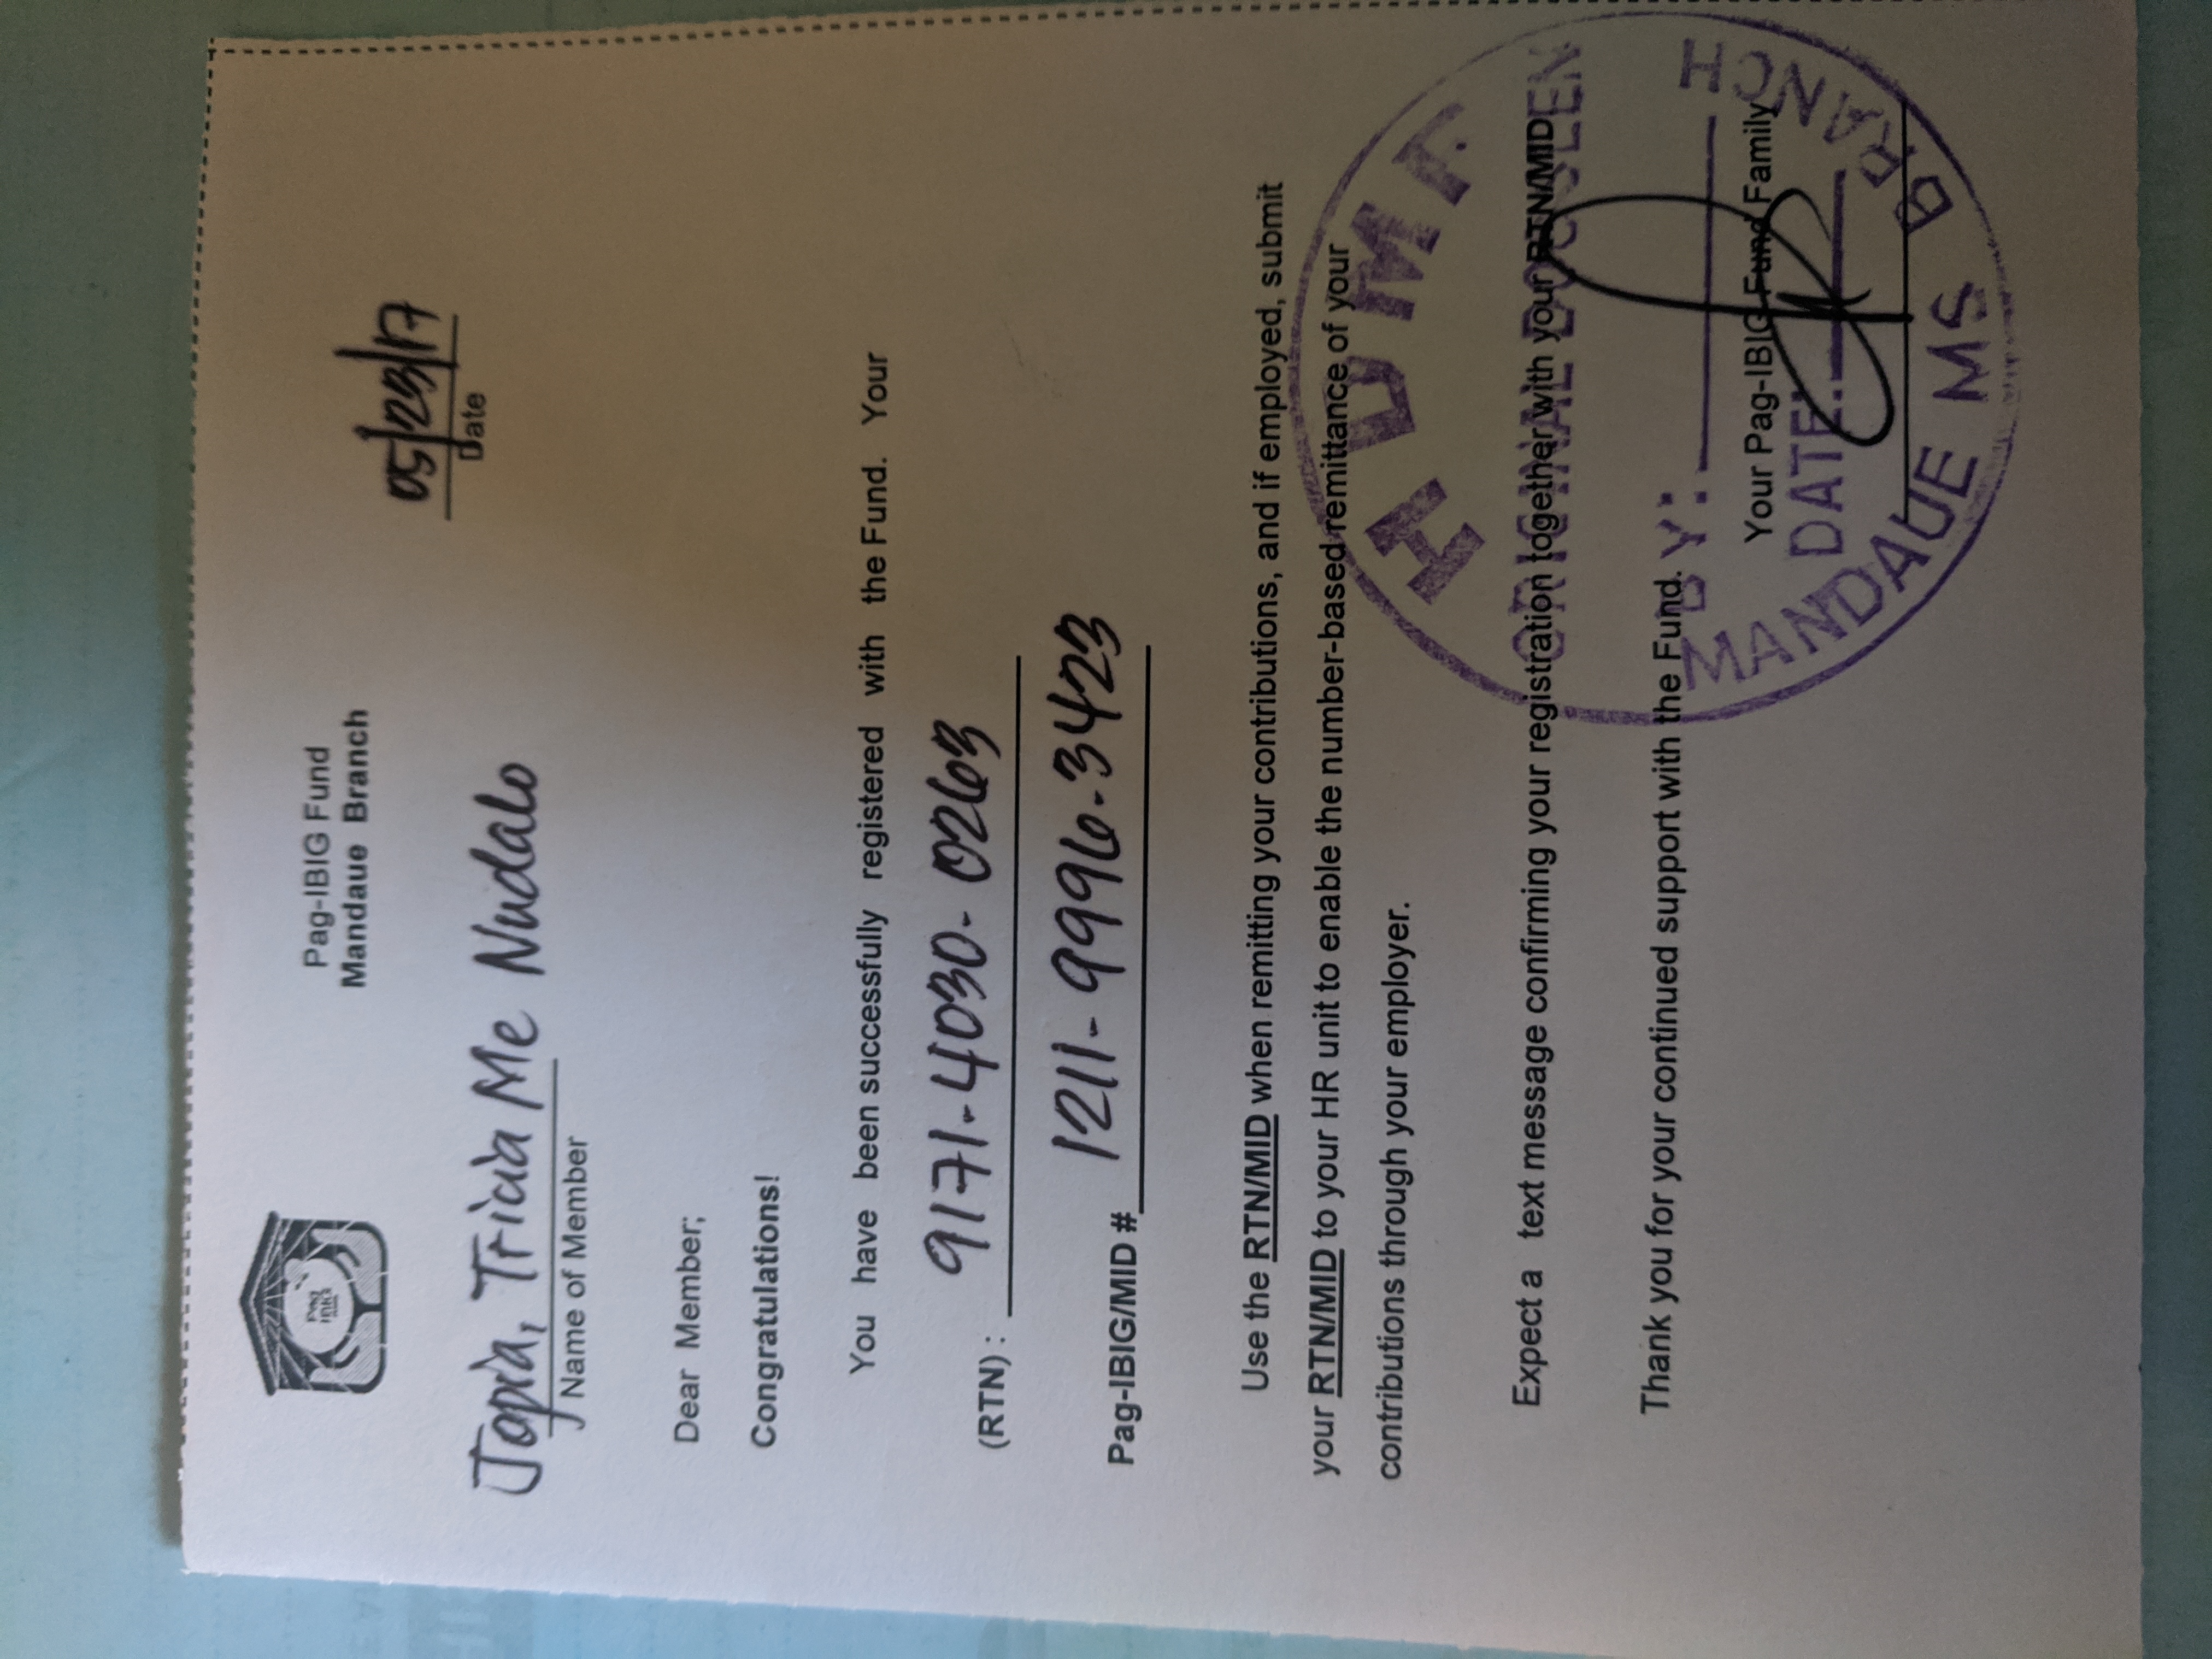 Pag-IBIG Fund
Mandaue Branch
05/23/17
Date
Jopia, Tricia Me Nudalo
Name of Member
Dear Member;
Congratulations!
You have been successfully registered with the Fund. Your
(RTN) : 9171-4030-0263
Pag-IBIG/MID # 1211-9996-3423
Use the RTN/MID when remitting your contributions, and if employed, submit
your RTN/MID to your HR unit to enable the number-based remittance of your
contributions through your employer.
Expect a text message confirming your registration together with your RTN/MID
Thank you for your continued support with the Fund.
Your Pag-IBIG Fund Family
HDMF
ORIGINAL DOC SEEN
BY:
DATE:
MANDAUE MS BRANCH